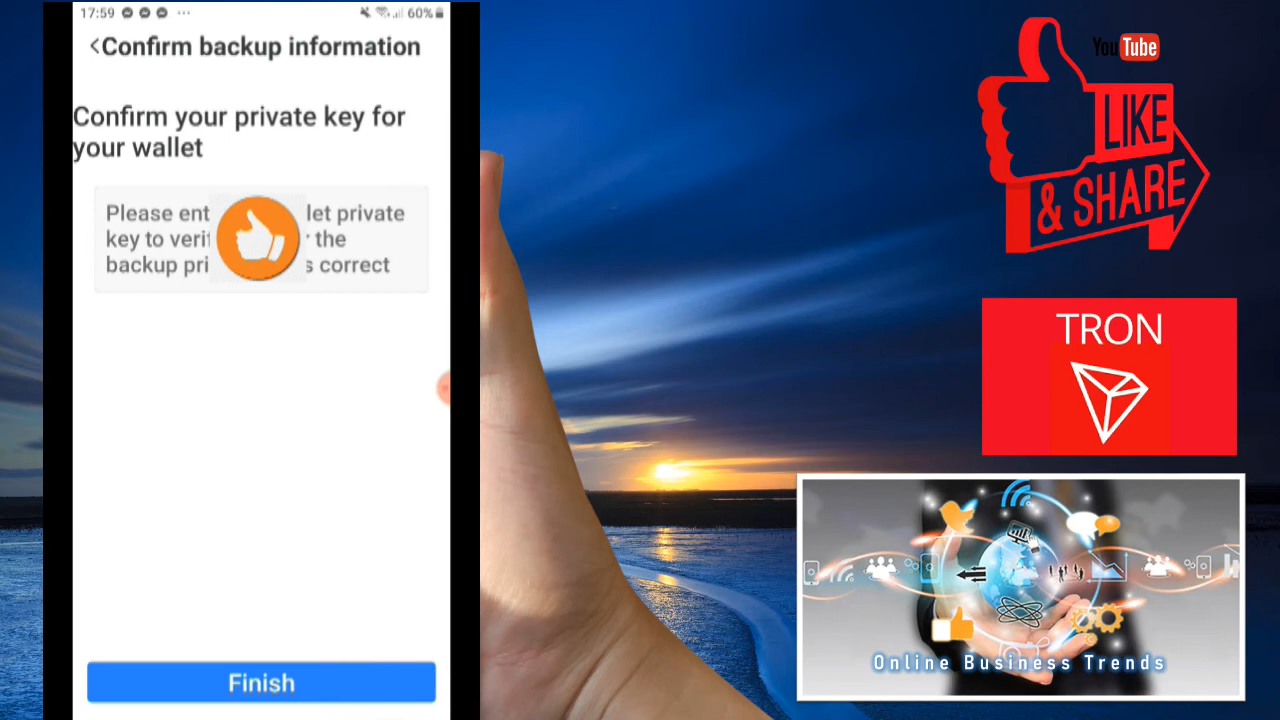 17:59
60%
<Confirm backup information
Confirm your private key for
your wallet
Please ent let private
key to veri the
backup pri s correct
Finish
YouTube
LIKE
& SHARE
TRON
Online Business Trends